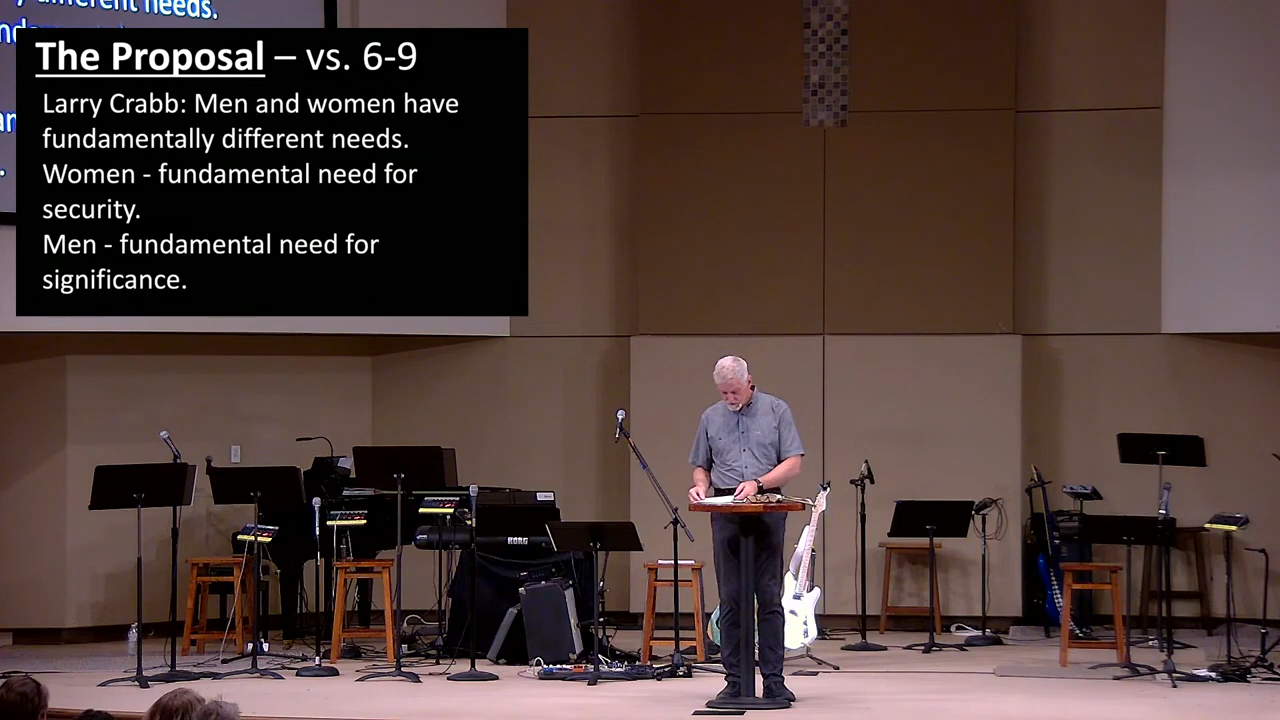 different needs.
The Proposal – vs. 6-9
Larry Crabb: Men and women have
fundamentally different needs.
Women - fundamental need for
security.
Men - fundamental need for
significance.
KORG